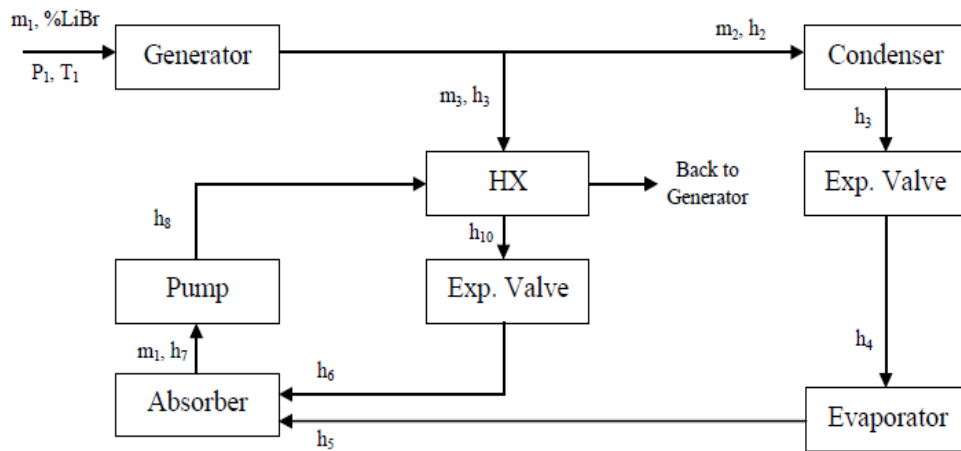 m₁, %LiBr
P₁, T₁
Generator
m₂, h₂
Condenser
m₃, h₃
h₃
HX
Back to
Generator
Exp. Valve
h₈
h₁₀
Pump
Exp. Valve
h₄
m₁, h₇
h₆
Absorber
h₅
Evaporator